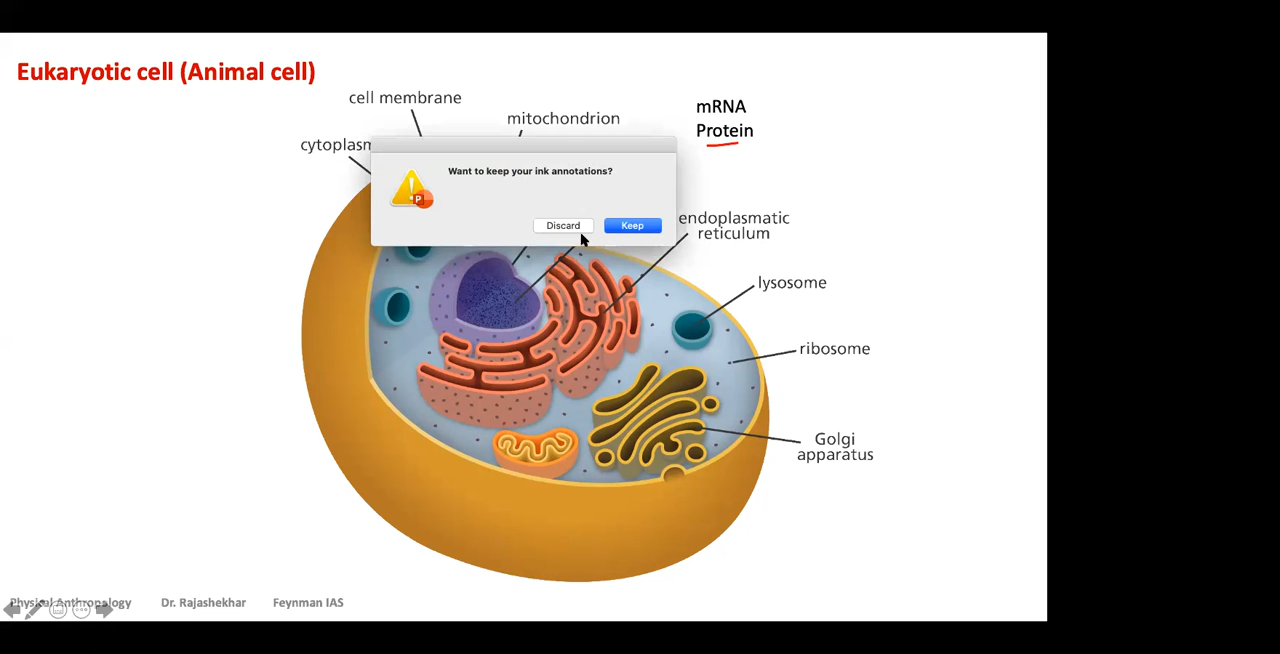 Eukaryotic cell (Animal cell)
cell membrane
mitochondrion
mRNA
Protein
cytoplasm
Want to keep your ink annotations?
P
Discard
Keep
endoplasmatic
reticulum
lysosome
ribosome
Golgi
apparatus
Physical Anthropology
Dr. Rajashekhar
Feynman IAS